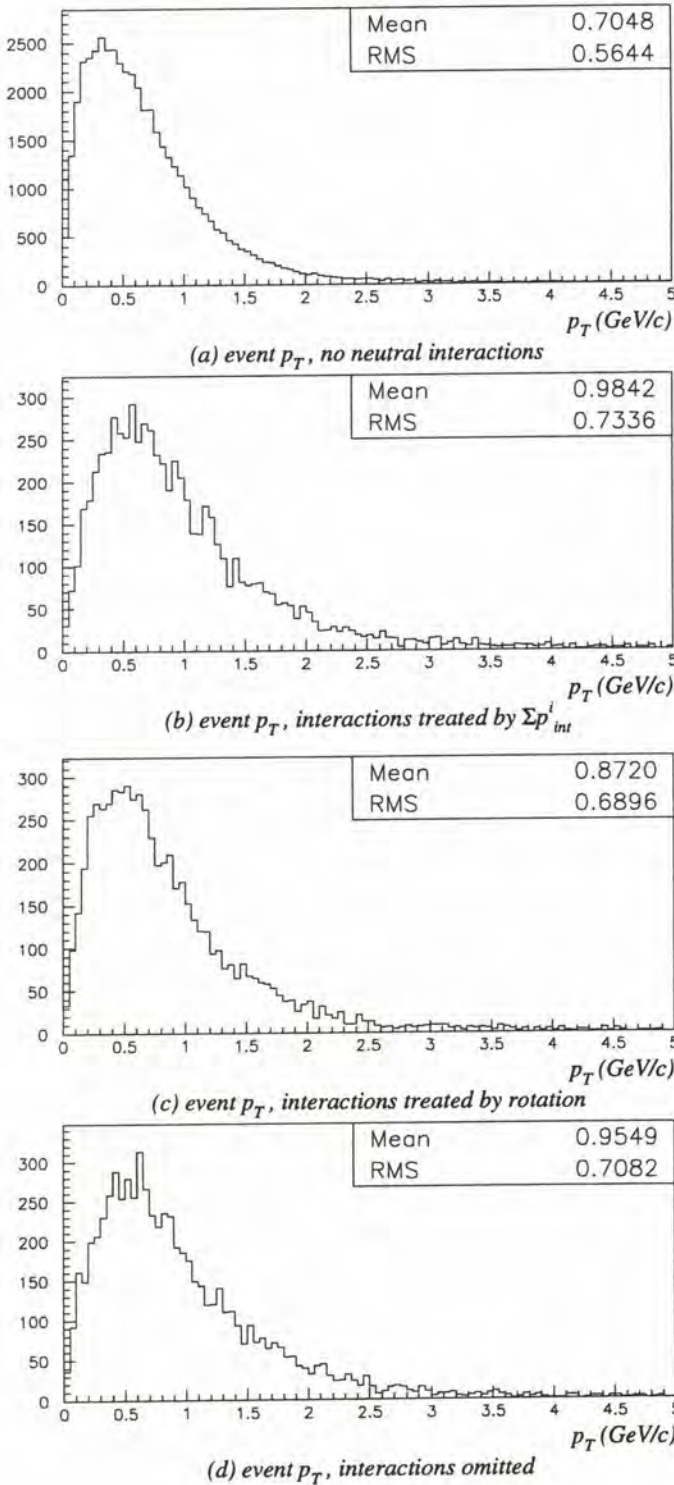 Mean 0.7048
RMS 0.5644
2500
2000
1500
1000
500
0
0 0.5 1 1.5 2 2.5 3 3.5 4 4.5 5
p_T (GeV/c)
(a) event p_T , no neutral interactions
Mean 0.9842
RMS 0.7336
300
250
200
150
100
50
0
0 0.5 1 1.5 2 2.5 3 3.5 4 4.5 5
p_T (GeV/c)
(b) event p_T , interactions treated by Σp^i_int
Mean 0.8720
RMS 0.6896
300
250
200
150
100
50
0
0 0.5 1 1.5 2 2.5 3 3.5 4 4.5 5
p_T (GeV/c)
(c) event p_T , interactions treated by rotation
Mean 0.9549
RMS 0.7082
300
250
200
150
100
50
0
0 0.5 1 1.5 2 2.5 3 3.5 4 4.5 5
p_T (GeV/c)
(d) event p_T , interactions omitted